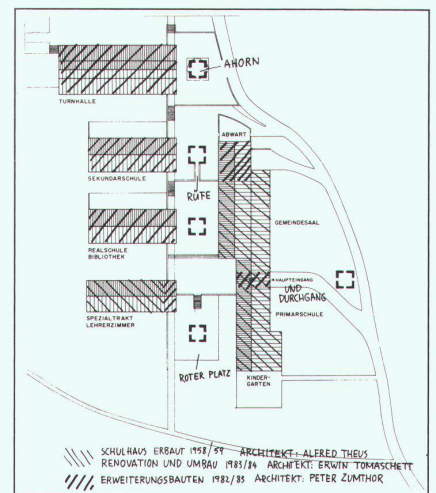 AHORN
TURNHALLE
ABWART
SEKUNDARSCHULE
RÜFE
GEMEINDESAAL
REALSCHULE
BIBLIOTHEK
HAUPTEINGANG
UND
DURCHGANG
PRIMARSCHULE
SPEZIALTRAKT
LEHRERZIMMER
ROTER PLATZ
KINDER-
GARTEN
SCHULHAUS ERBAUT 1958/59 ARCHITEKT: ALFRED THEUS
RENOVATION UND UMBAU 1983/84 ARCHITEKT: ERWIN TOMASCHETT
ERWEITERUNGSBAUTEN 1982/83 ARCHITEKT: PETER ZUMTHOR